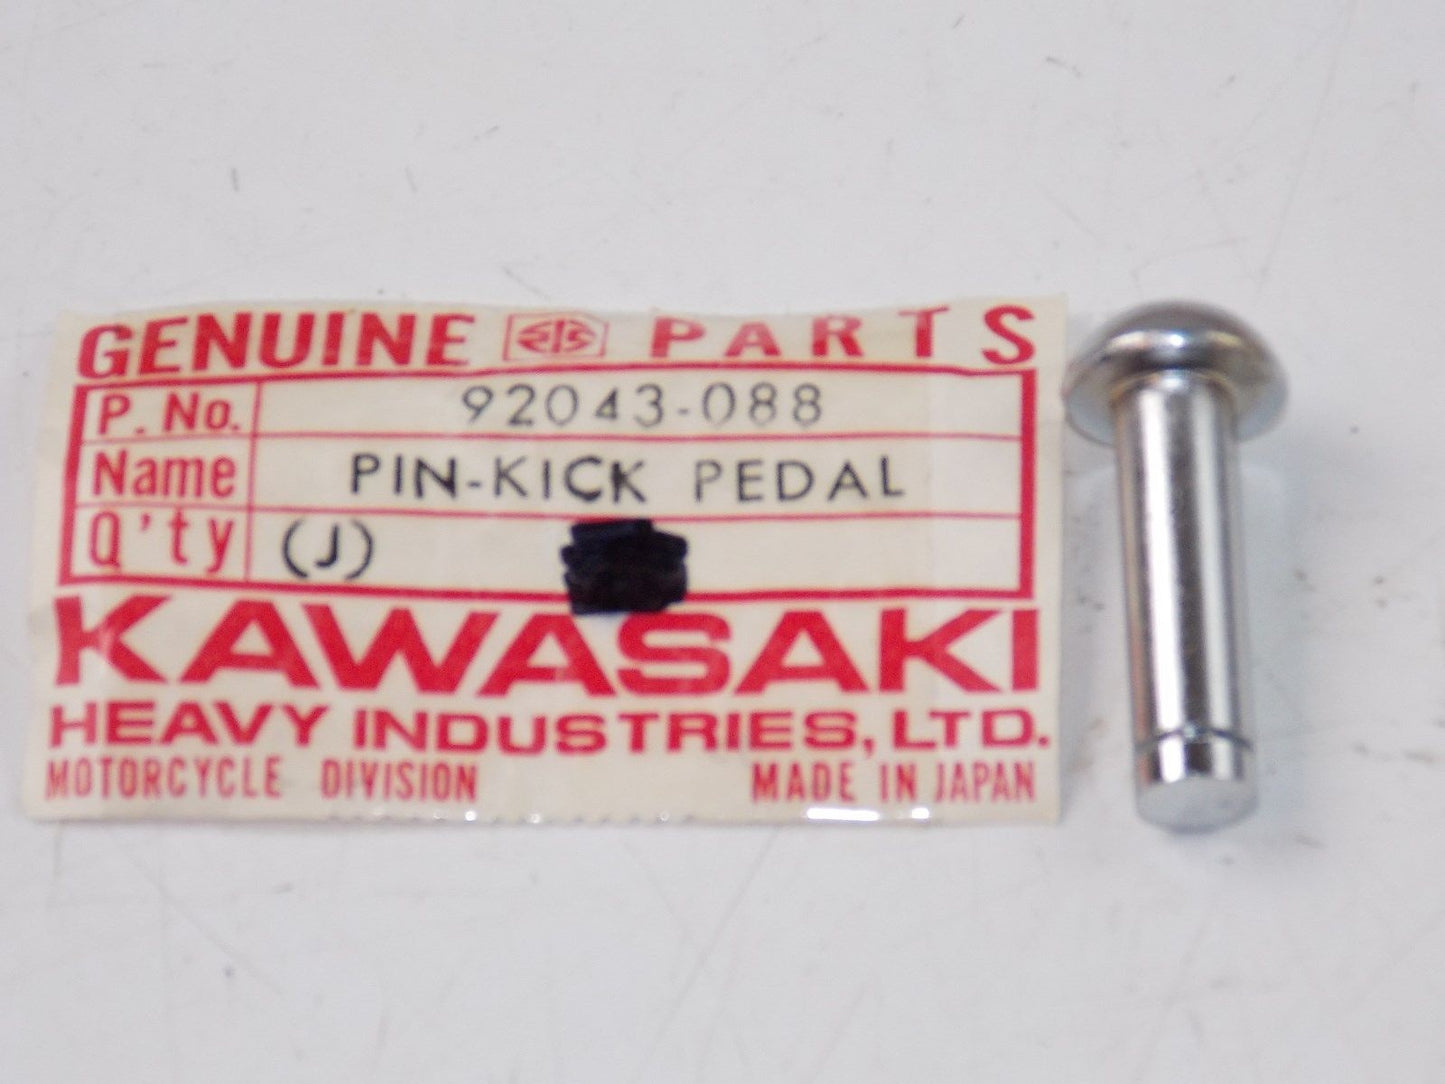 GENUINE PARTS
P. No. 92043-088
Name PIN-KICK PEDAL
Q'ty (J)
KAWASAKI
HEAVY INDUSTRIES, LTD.
MOTORCYCLE DIVISION MADE IN JAPAN